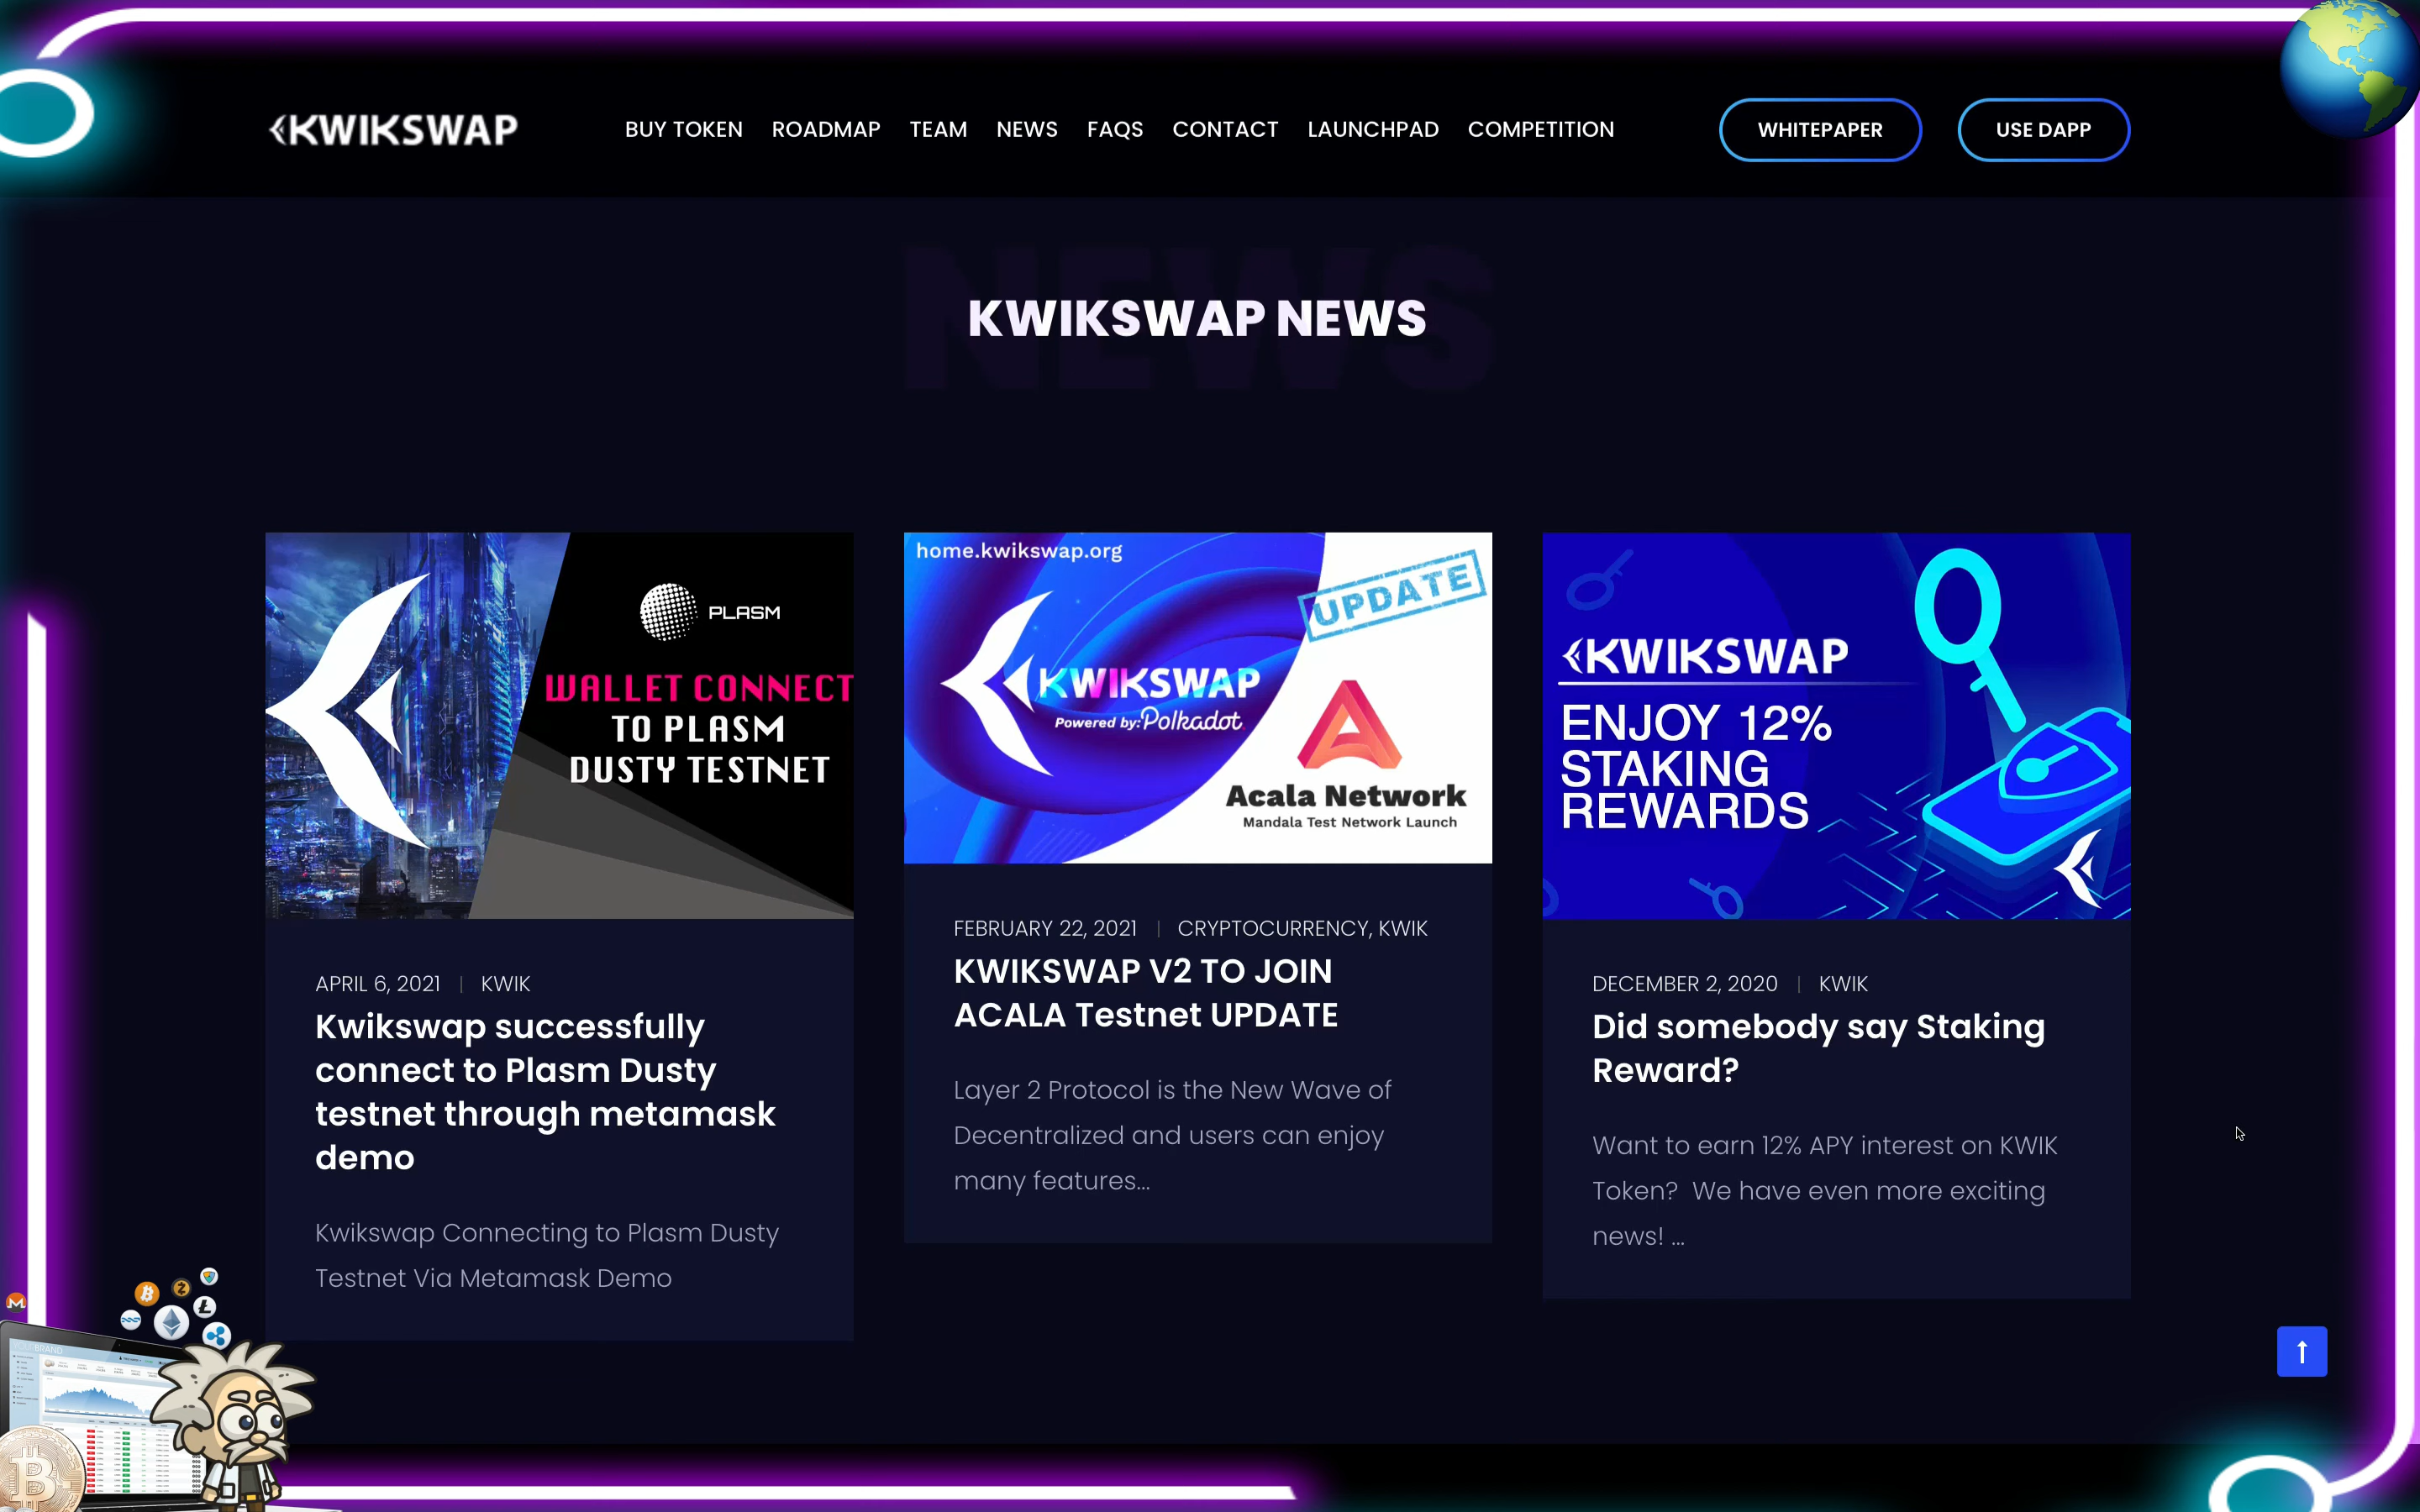 KWIKSWAP
BUY TOKEN
ROADMAP
TEAM
NEWS
FAQS
CONTACT
LAUNCHPAD
COMPETITION
WHITEPAPER
USE DAPP
NEWS
KWIKSWAP NEWS
PLASM
WALLET CONNECT
TO PLASM
DUSTY TESTNET
APRIL 6, 2021 | KWIK
Kwikswap successfully
connect to Plasm Dusty
testnet through metamask
demo
Kwikswap Connecting to Plasm Dusty
Testnet Via Metamask Demo
home.kwikswap.org
UPDATE
KWIKSWAP
Powered by: Polkadot
Acala Network
Mandala Test Network Launch
FEBRUARY 22, 2021 | CRYPTOCURRENCY, KWIK
KWIKSWAP V2 TO JOIN
ACALA Testnet UPDATE
Layer 2 Protocol is the New Wave of
Decentralized and users can enjoy
many features...
KWIKSWAP
ENJOY 12%
STAKING
REWARDS
DECEMBER 2, 2020 | KWIK
Did somebody say Staking
Reward?
Want to earn 12% APY interest on KWIK
Token?  We have even more exciting
news! ...